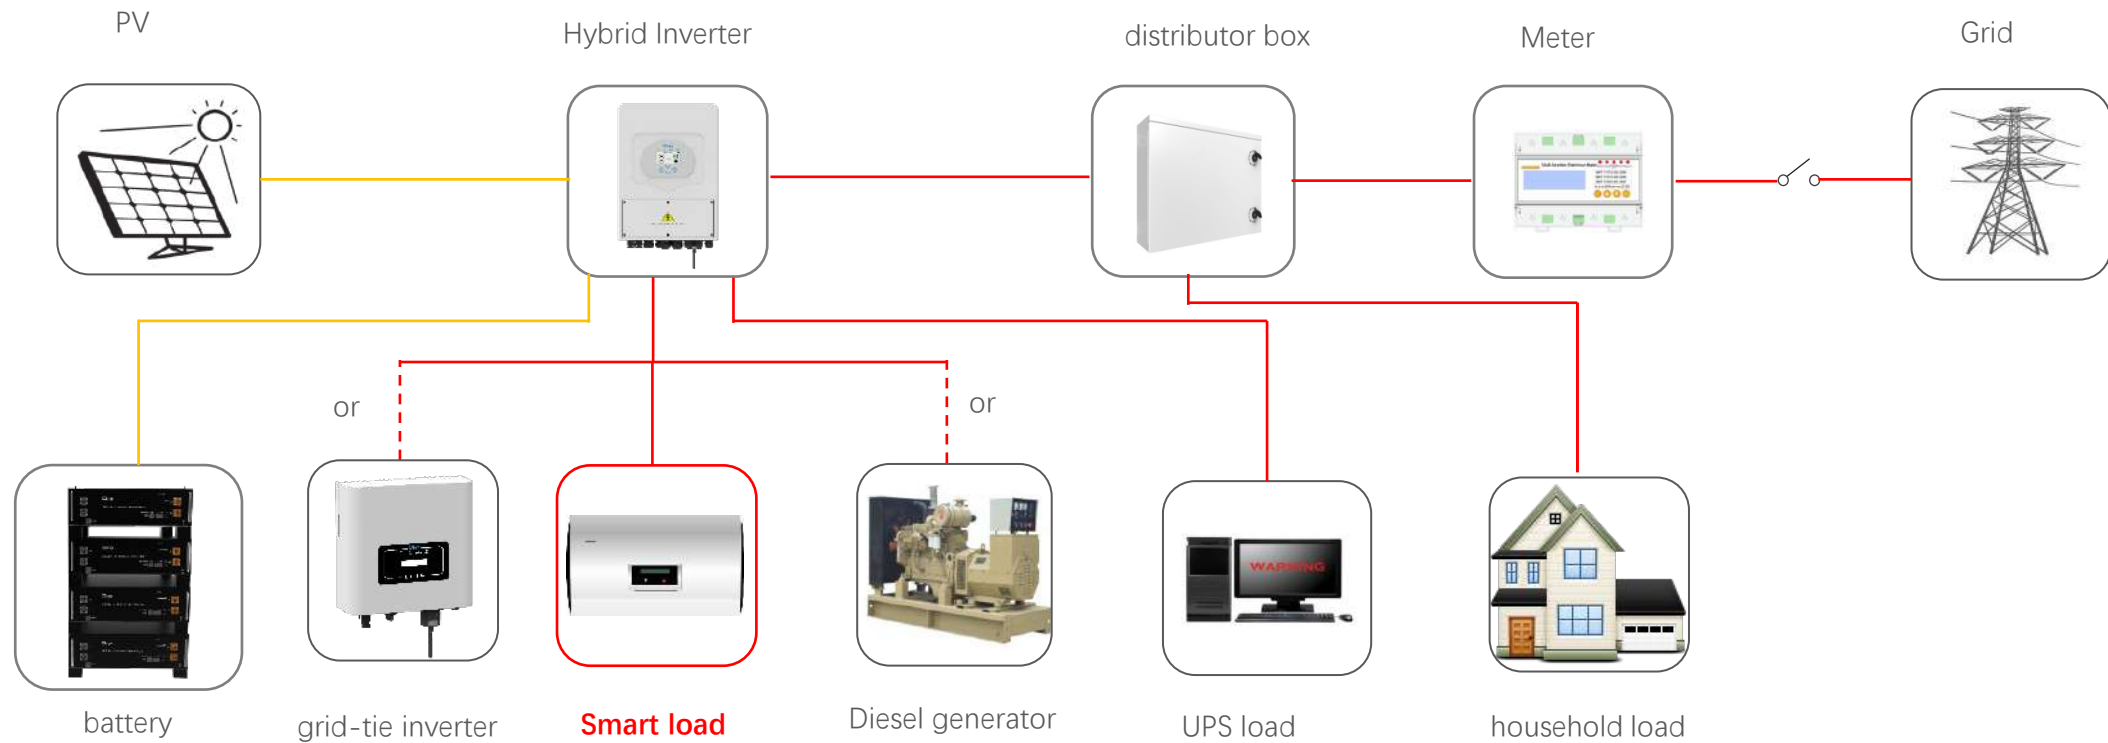 PV
Hybrid Inverter
distributor box
Meter
Grid
or
or
WARNING
battery
grid-tie inverter
Smart load
Diesel generator
UPS load
household load